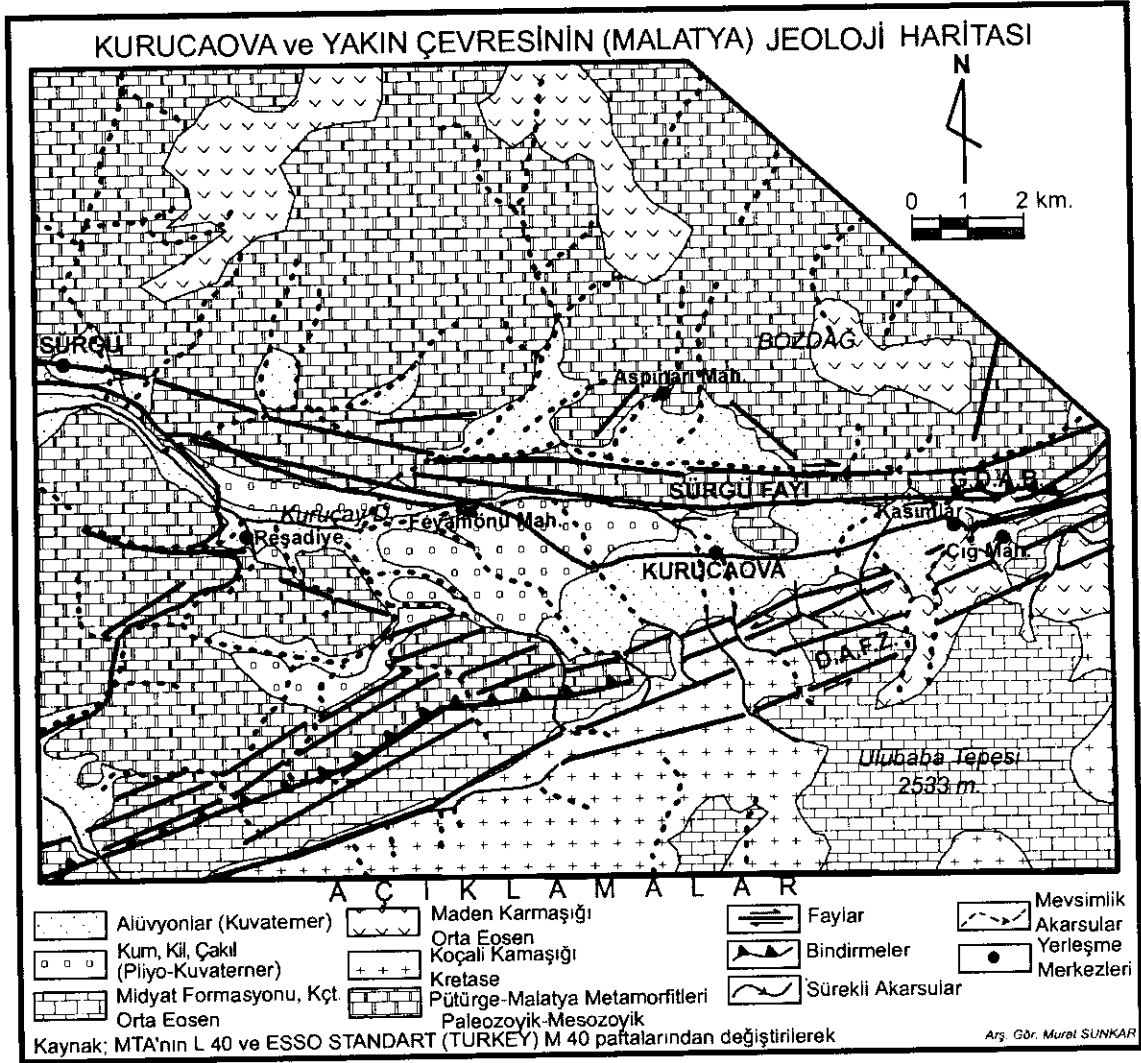 KURUCAOVA ve YAKIN ÇEVRESİNİN (MALATYA) JEOLOJİ HARİTASI
N
0 1 2 km.
BOZDAĞ
SÜRGÜ
Aspınarı Mah.
SÜRGÜ FAYI
G.D.A.B.
Kuruçay D.
Feyamonu Mah.
Kasımlar
Reşadiye
Çığ Mah.
KURUCAOVA
D.A.F.Z.
Ulubaba Tepesi
2533 m.
AÇIKLAMALAR
Alüvyonlar (Kuvaterner)
Kum, Kil, Çakıl
(Pliyo-Kuvaterner)
Midyat Formasyonu, Kçt.
Orta Eosen
Maden Karmaşığı
Orta Eosen
Koçali Kamaşığı
Kretase
Pütürge-Malatya Metamorfitleri
Paleozoyik-Mesozoyik
Faylar
Bindirmeler
Sürekli Akarsular
Mevsimlik
Akarsular
Yerleşme
Merkezleri
Kaynak; MTA'nın L 40 ve ESSO STANDART (TURKEY) M 40 paftalarından değiştirilerek
Arş. Gör. Murat SUNKAR